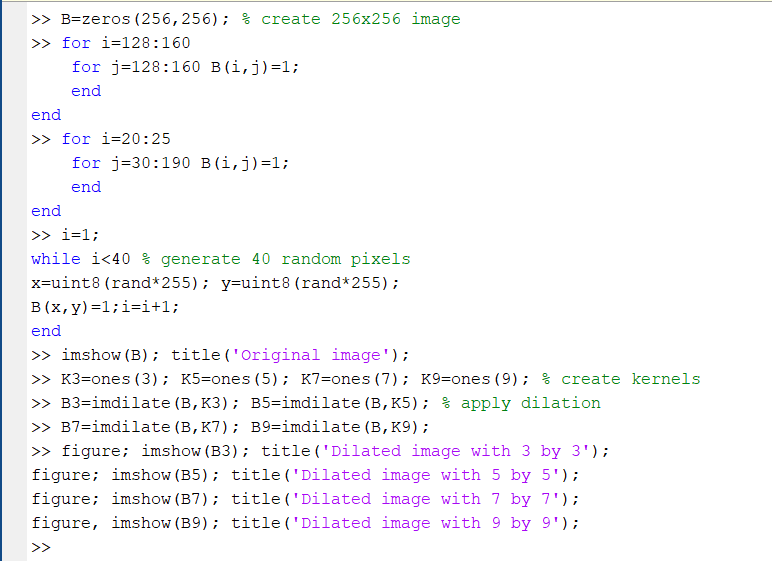 >> B=zeros(256,256); % create 256x256 image
>> for i=128:160
for j=128:160 B(i,j)=1;
end
end
>> for i=20:25
for j=30:190 B(i,j)=1;
end
end
>> i=1;
while i<40 % generate 40 random pixels
x=uint8(rand*255); y=uint8(rand*255);
B(x,y)=1;i=i+1;
end
>> imshow(B); title('Original image');
>> K3=ones(3); K5=ones(5); K7=ones(7); K9=ones(9); % create kernels
>> B3=imdilate(B,K3); B5=imdilate(B,K5); % apply dilation
>> B7=imdilate(B,K7); B9=imdilate(B,K9);
>> figure; imshow(B3); title('Dilated image with 3 by 3');
figure; imshow(B5); title('Dilated image with 5 by 5');
figure; imshow(B7); title('Dilated image with 7 by 7');
figure, imshow(B9); title('Dilated image with 9 by 9');
>>